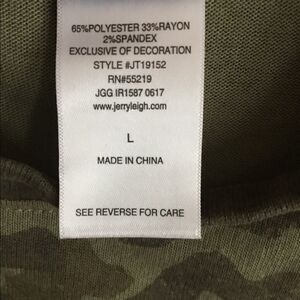 65%POLYESTER 33%RAYON
2%SPANDEX
EXCLUSIVE OF DECORATION
STYLE #JT19152
RN#55219
JGG IR1587 0617
www.jerryleigh.com
L
MADE IN CHINA
SEE REVERSE FOR CARE